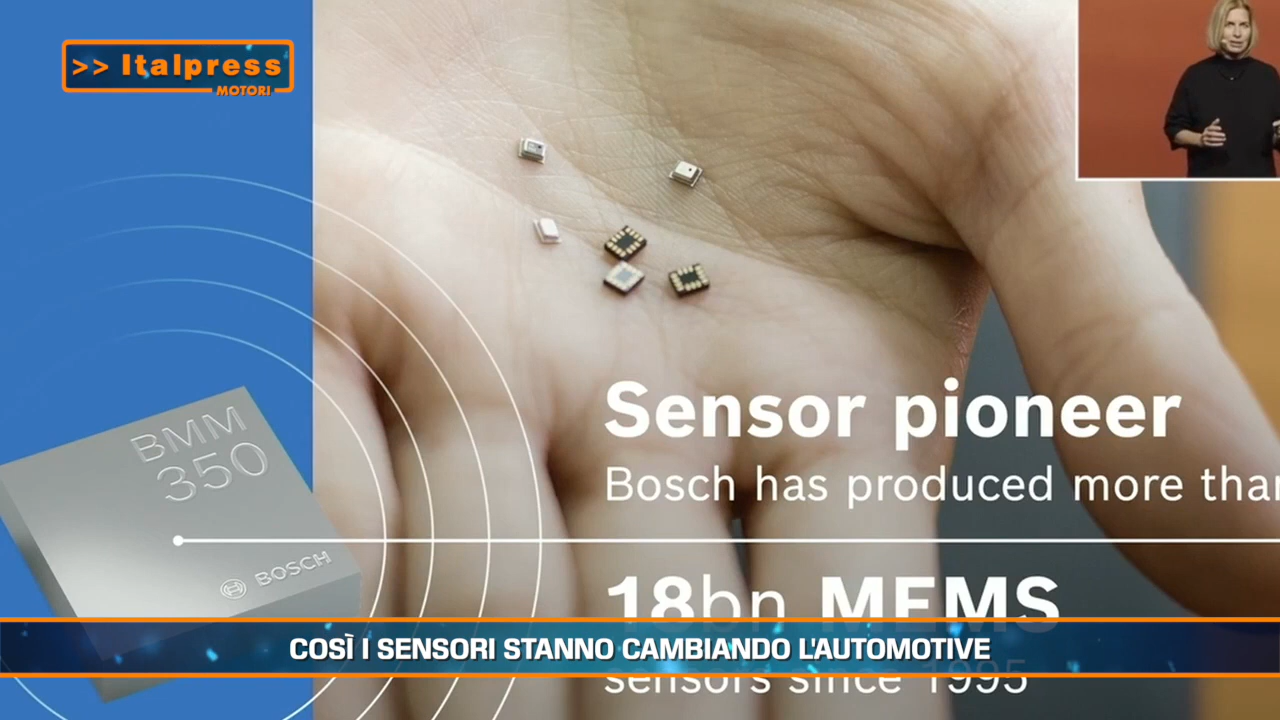 >> Italpress
MOTORI
Sensor pioneer
Bosch has produced more
BMM
350
BOSCH
18bn MEMS
COSÌ I SENSORI STANNO CAMBIANDO L'AUTOMOTIVE
sensors since 1995